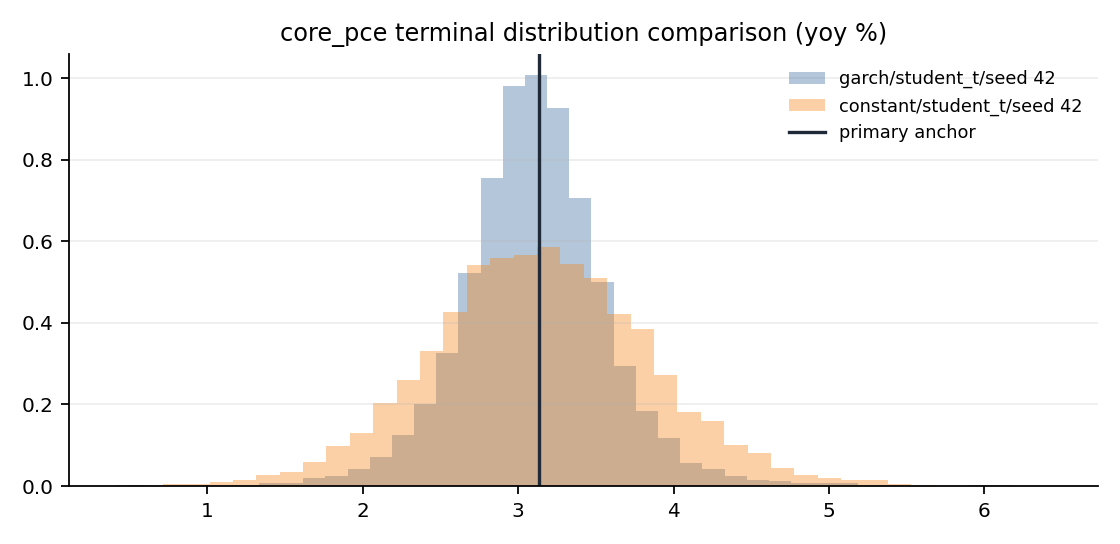 core_pce terminal distribution comparison (yoy %)
1.0
0.8
0.6
0.4
0.2
0.0
garch/student_t/seed 42
constant/student_t/seed 42
primary anchor
1 2 3 4 5 6